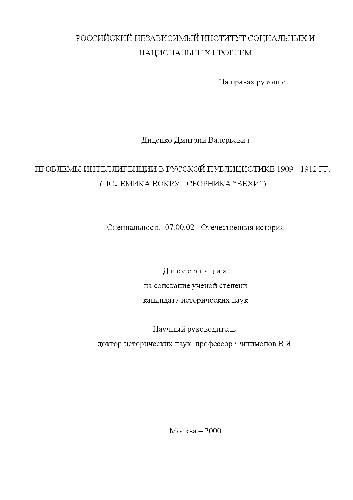 РОССИЙСКИЙ НЕЗАВИСИМЫЙ ИНСТИТУТ СОЦИАЛЬНЫХ И
НАЦИОНАЛЬНЫХ ПРОБЛЕМ
На правах рукописи
Дмитрий Валерьевич
ПРОБЛЕМЫ ИНТЕЛЛИГЕНЦИИ В РУССКОЙ ПУБЛИЦИСТИКЕ 1909 - 1912 ГГ.
(ПОЛЕМИКА ВОКРУГ СБОРНИКА "ВЕХИ")
Специальность 07.00.02 - Отечественная история
Диссертация
на соискание ученой степени
кандидата исторических наук
Научный руководитель
доктор исторических наук, профессор В.И.
Москва – 2000